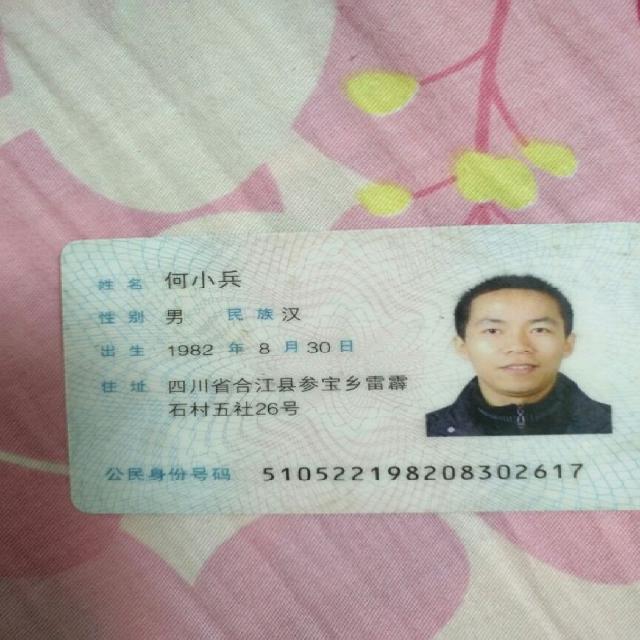 姓名 何小兵
性别 男 民族 汉
出生 1982 年 8 月 30 日
住址 四川省合江县参宝乡雷霹
石村五社26号
公民身份号码 510522198208302617